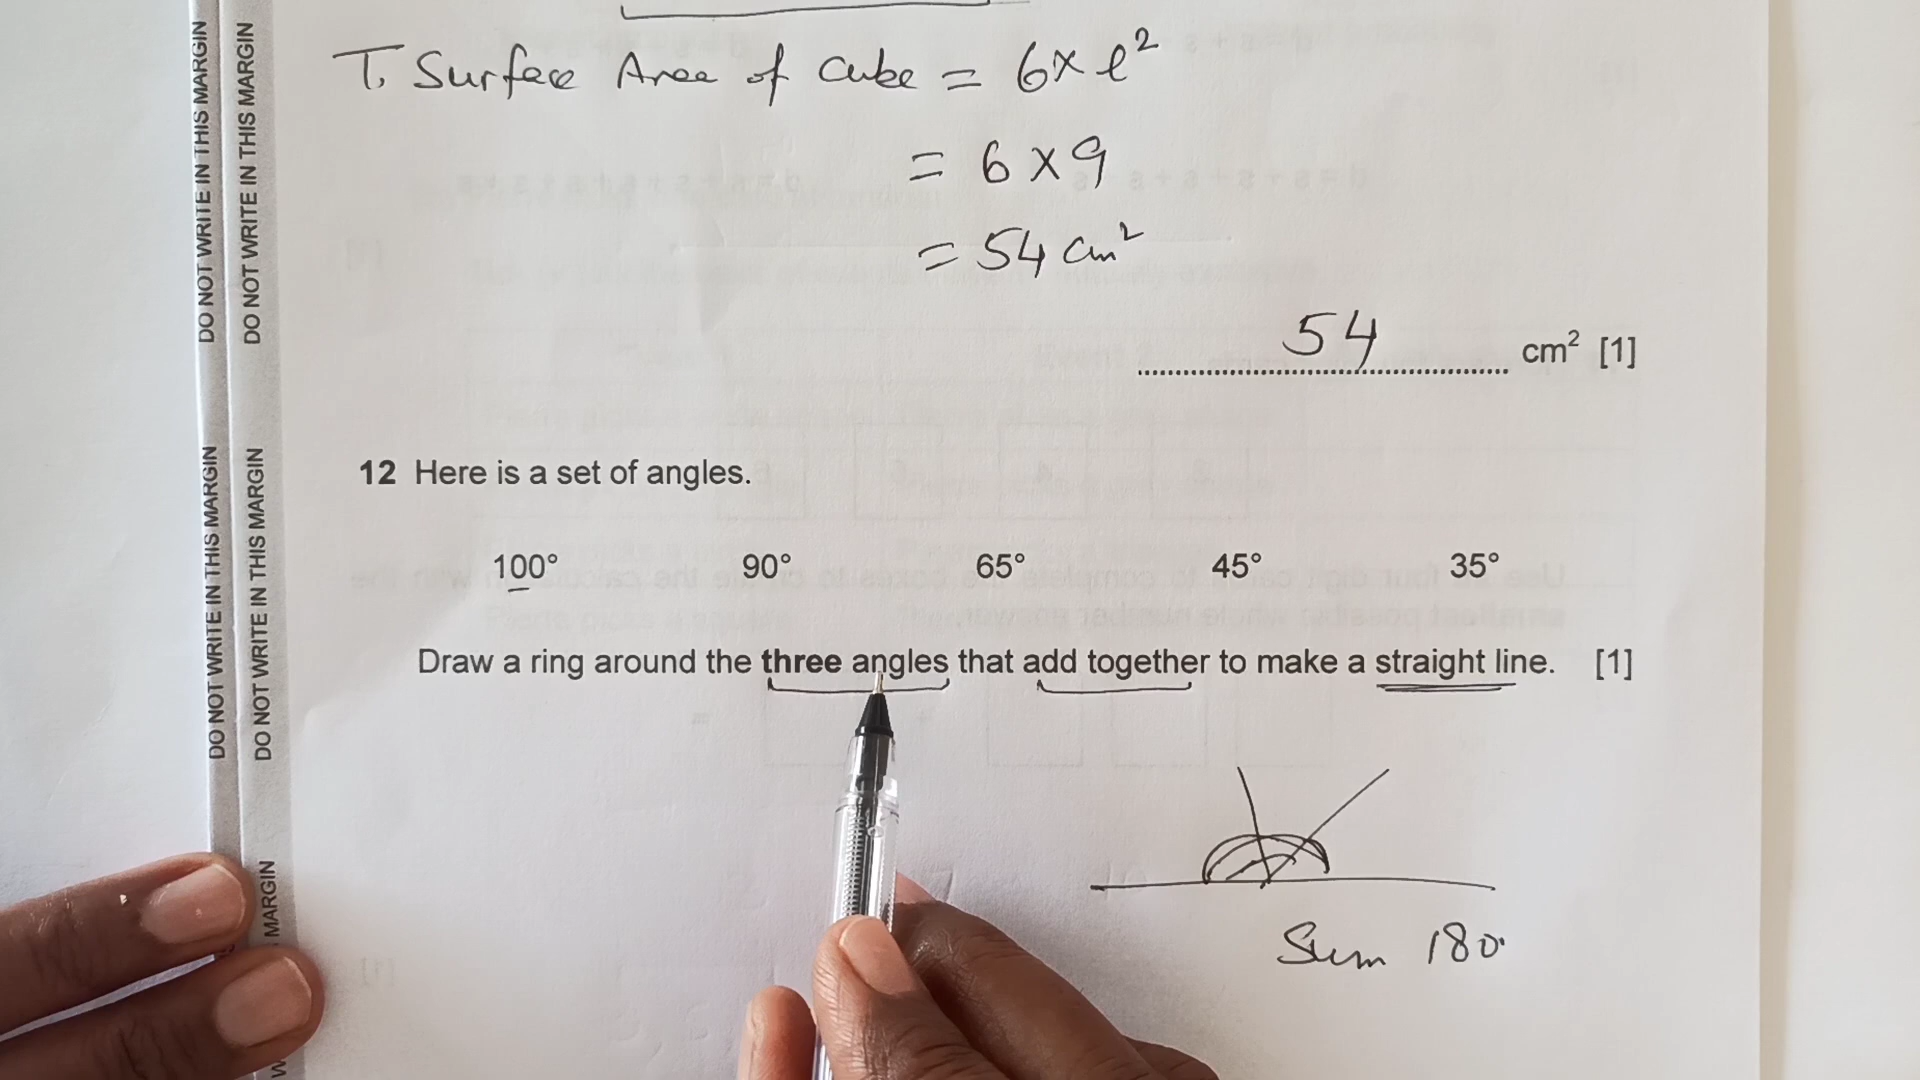 T. Surface Area of Cube = 6 x l²
= 6 x 9
= 54 cm²
54 cm² [1]
12 Here is a set of angles.
100° 90° 65° 45° 35°
Draw a ring around the three angles that add together to make a straight line. [1]
Sum 180°
DO NOT WRITE IN THIS MARGIN
DO NOT WRITE IN THIS MARGIN
DO NOT WRITE IN THIS MARGIN
DO NOT WRITE IN THIS MARGIN
MARGIN